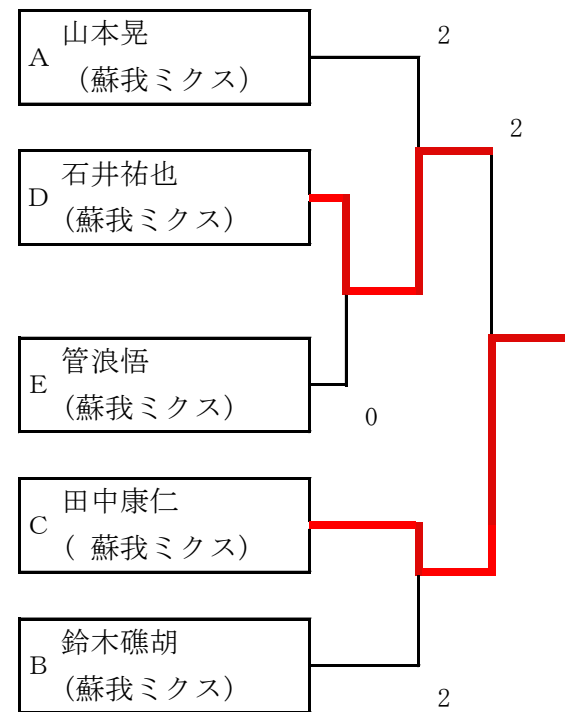 山本晃
A
(蘇我ミクス)
2
2
石井祐也
D
(蘇我ミクス)
管浪悟
E
(蘇我ミクス)
0
田中康仁
C
( 蘇我ミクス)
鈴木礁胡
B
(蘇我ミクス)
2